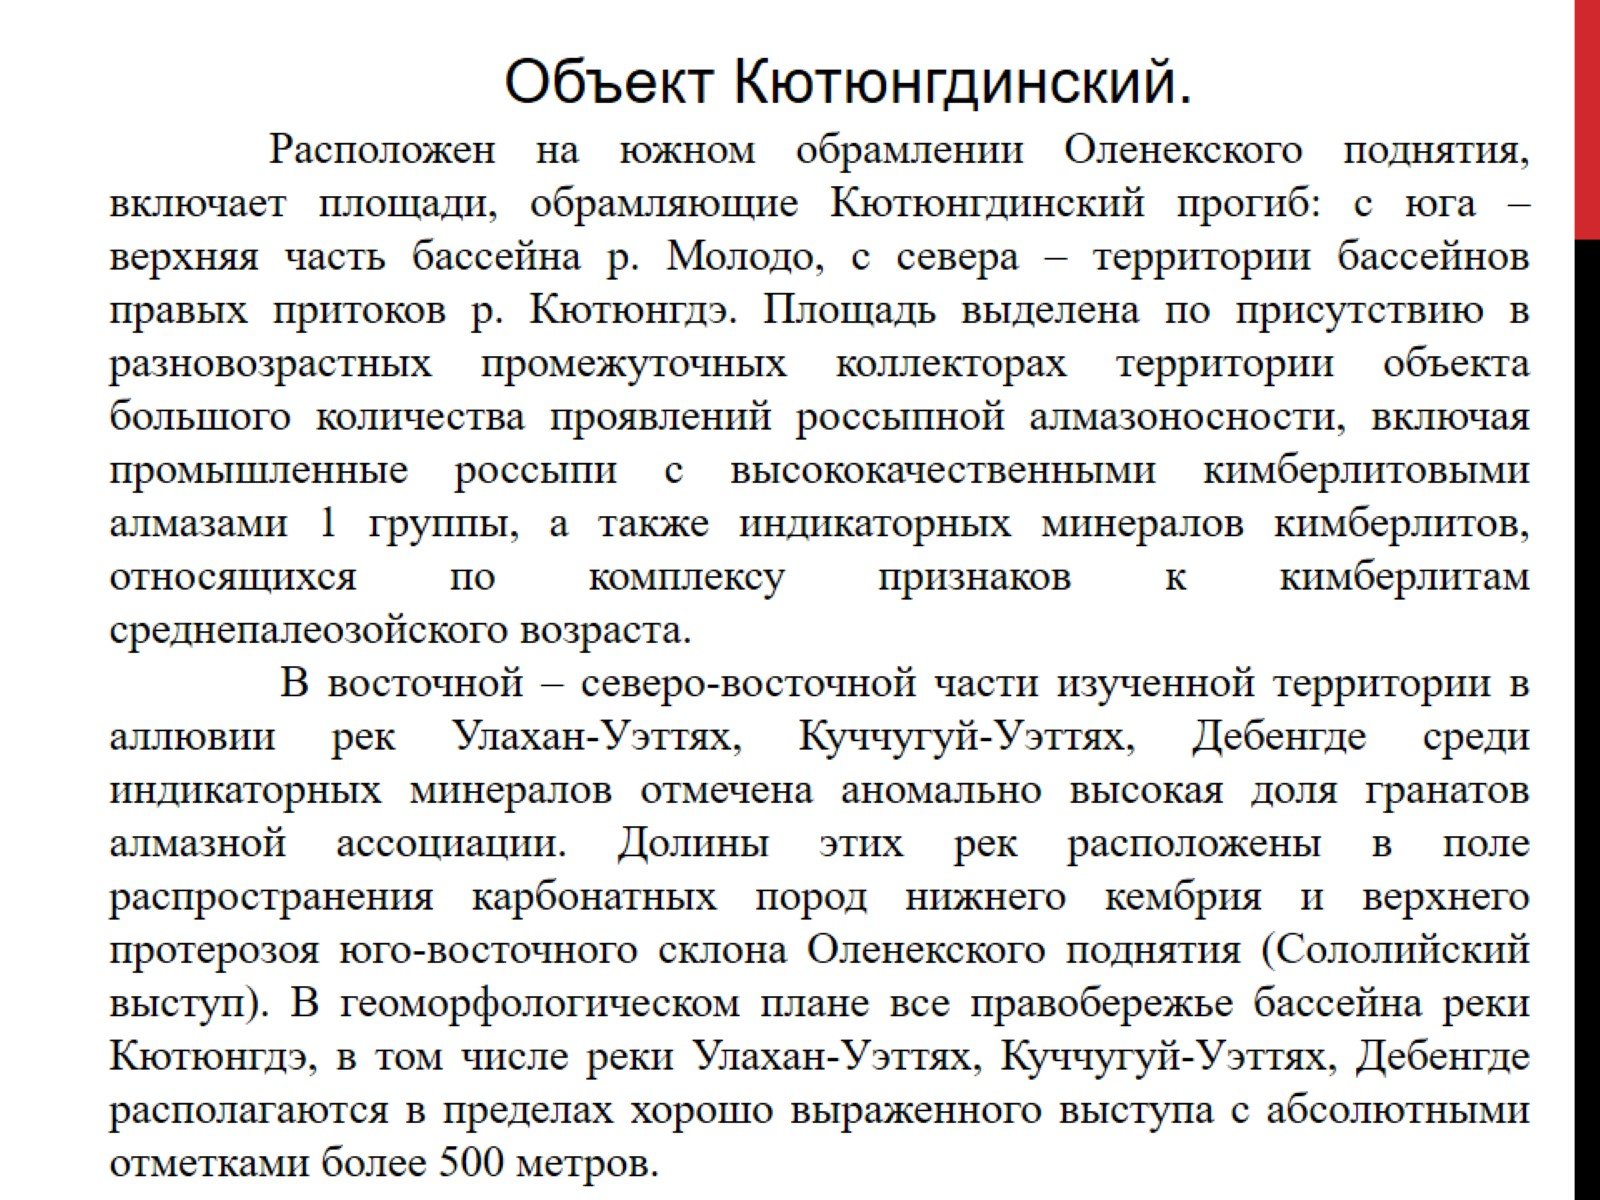 Объект Кютюнгдинский.
Расположен на южном обрамлении Оленекского поднятия,
включает площади, обрамляющие Кютюнгдинский прогиб: с юга –
верхняя часть бассейна р. Молодо, с севера – территории бассейнов
правых притоков р. Кютюнгдэ. Площадь выделена по присутствию в
разновозрастных промежуточных коллекторах территории объекта
большого количества проявлений россыпной алмазоносности, включая
промышленные россыпи с высококачественными кимберлитовыми
алмазами 1 группы, а также индикаторных минералов кимберлитов,
относящихся по комплексу признаков к кимберлитам
среднепалеозойского возраста.
В восточной – северо-восточной части изученной территории в
аллювии рек Улахан-Уэттях, Куччугуй-Уэттях, Дебенгде среди
индикаторных минералов отмечена аномально высокая доля гранатов
алмазной ассоциации. Долины этих рек расположены в поле
распространения карбонатных пород нижнего кембрия и верхнего
протерозоя юго-восточного склона Оленекского поднятия (Сололийский
выступ). В геоморфологическом плане все правобережье бассейна реки
Кютюнгдэ, в том числе реки Улахан-Уэттях, Куччугуй-Уэттях, Дебенгде
располагаются в пределах хорошо выраженного выступа с абсолютными
отметками более 500 метров.